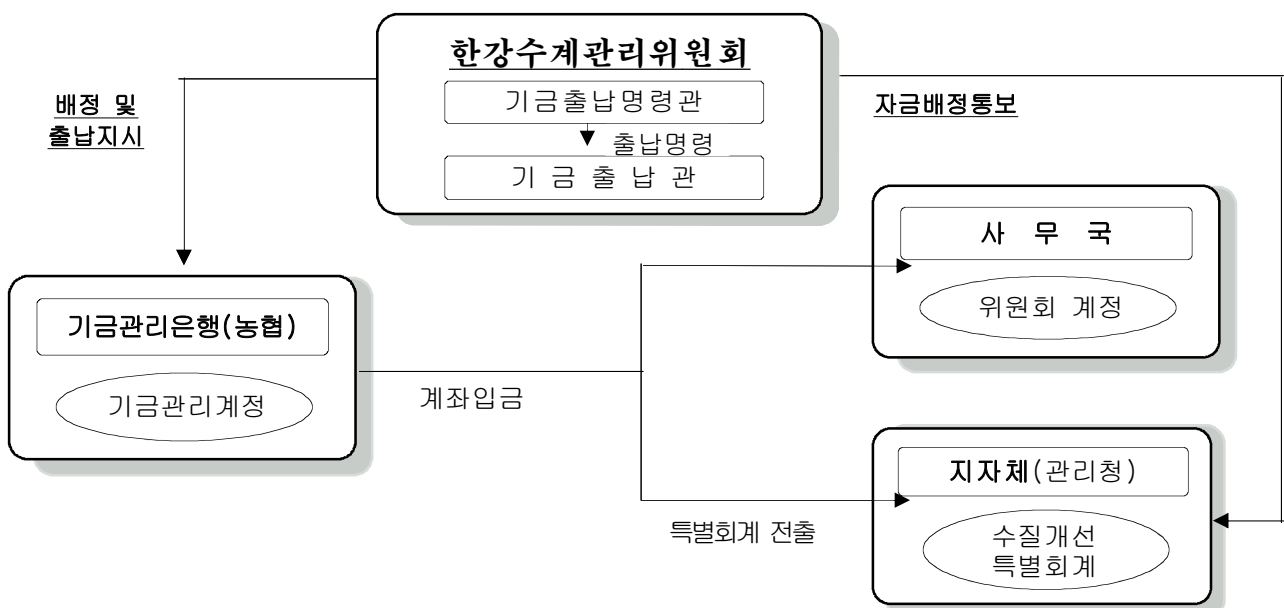 한강수계관리위원회
기금출납명령관
출납명령
기 금 출 납 관
배정 및
출납지시
자금배정통보
사 무 국
위원회 계정
기금관리은행(농협)
기금관리계정
계좌입금
지자체(관리청)
수질개선
특별회계
특별회계 전출